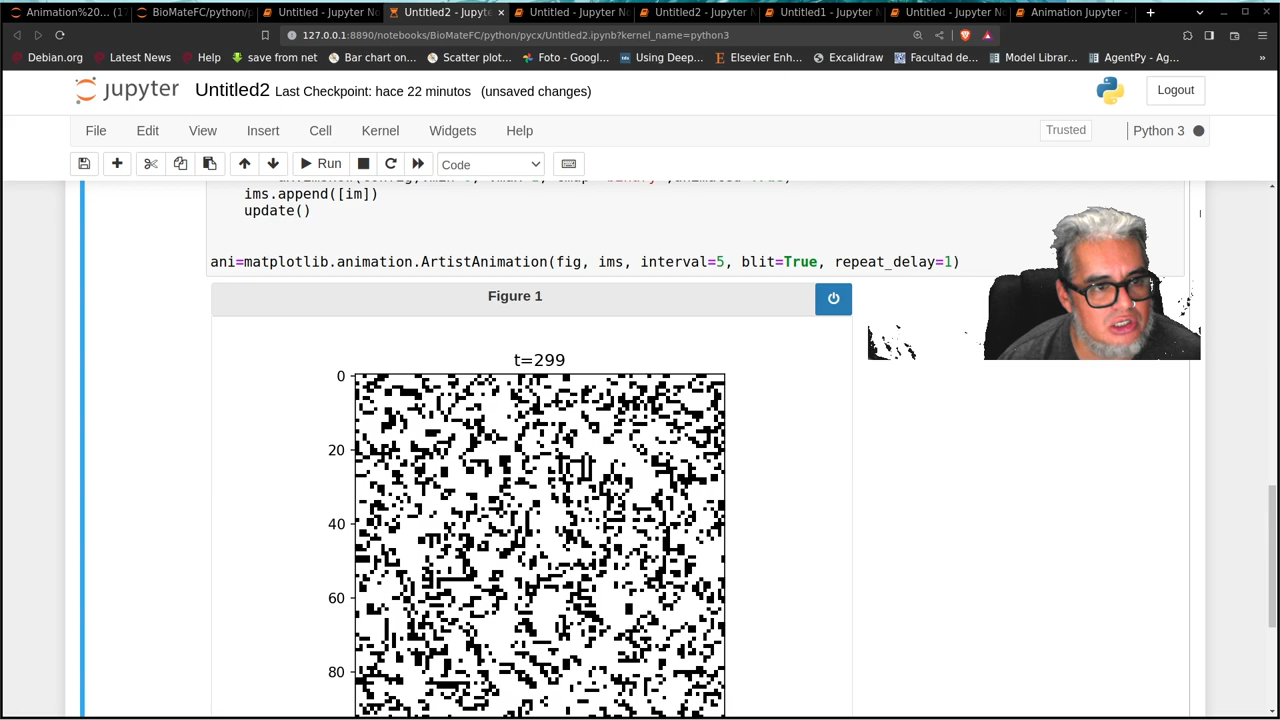 Animation%20... (1
BioMateFC/python/p
Untitled - Jupyter No
Untitled2 - Jupyte
Untitled - Jupyter No
Untitled2 - Jupyter N
Untitled1 - Jupyter N
Untitled - Jupyter No
Animation Jupyter -
127.0.0.1:8890/notebooks/BioMateFC/python/pycx/Untitled2.ipynb?kernel_name=python3
Debian.org
Latest News
Help
save from net
Bar chart on...
Scatter plot...
Foto - Googl...
Using Deep...
Elsevier Enh...
Excalidraw
Facultad de...
Model Librar...
AgentPy - Ag...
»
jupyter
Untitled2 Last Checkpoint: hace 22 minutos (unsaved changes)
Logout
File Edit View Insert Cell Kernel Widgets Help
Trusted
Python 3
Run
Code
ims.append([im])
update()
ani=matplotlib.animation.ArtistAnimation(fig, ims, interval=5, blit=True, repeat_delay=1)
Figure 1
t=299
0
20
40
60
80